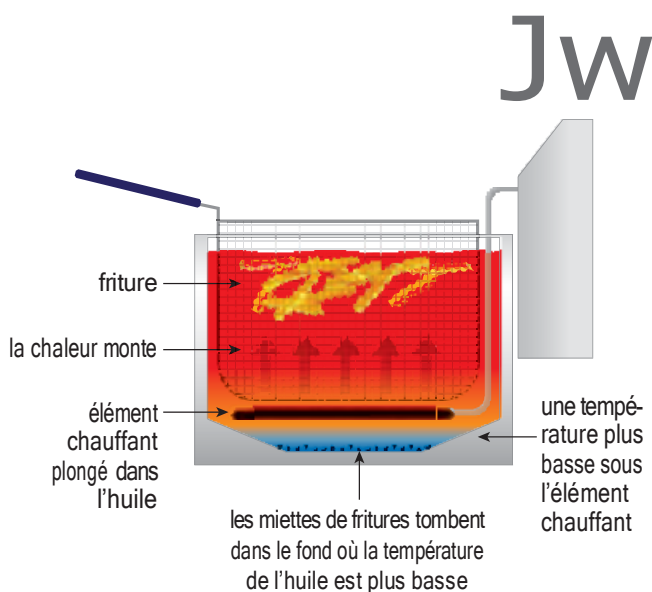 Jw
friture
la chaleur monte
élément
chauffant
plongé dans
l'huile
une tempé-
rature plus
basse sous
l'élément
chauffant
les miettes de fritures tombent
dans le fond où la température
de l'huile est plus basse